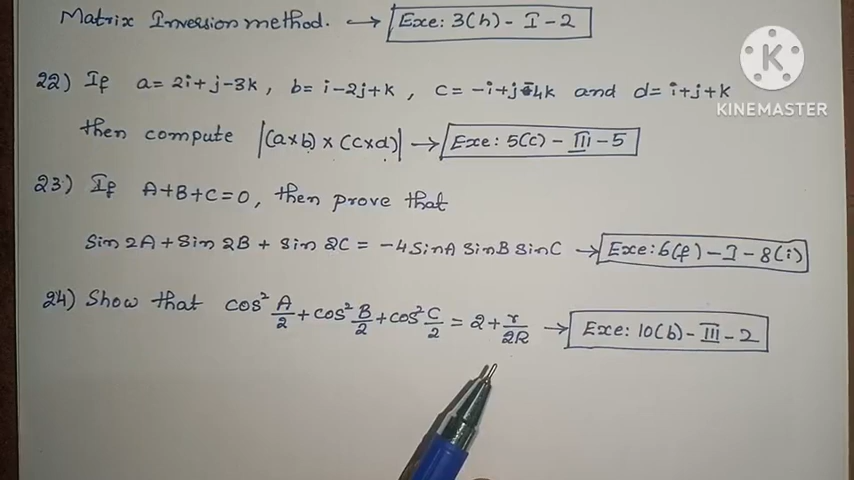 Matrix Inversion method. → Exe: 3(h) - I - 2
22) If a = 2i+j-3k, b = i-2j+k, c = -i+j-4k and d = i+j+k
then compute |(a×b) × (c×d)| → Exe: 5(c) - III - 5
23) If A+B+C=0, then prove that
Sin 2A + Sin 2B + Sin 2C = -4 SinA SinB SinC → Exe: 6(f) - I - 8(i)
24) Show that cos² A/2 + cos² B/2 + cos² C/2 = 2 + r/2R → Exe: 10(b) - III - 2
K
KINEMASTER